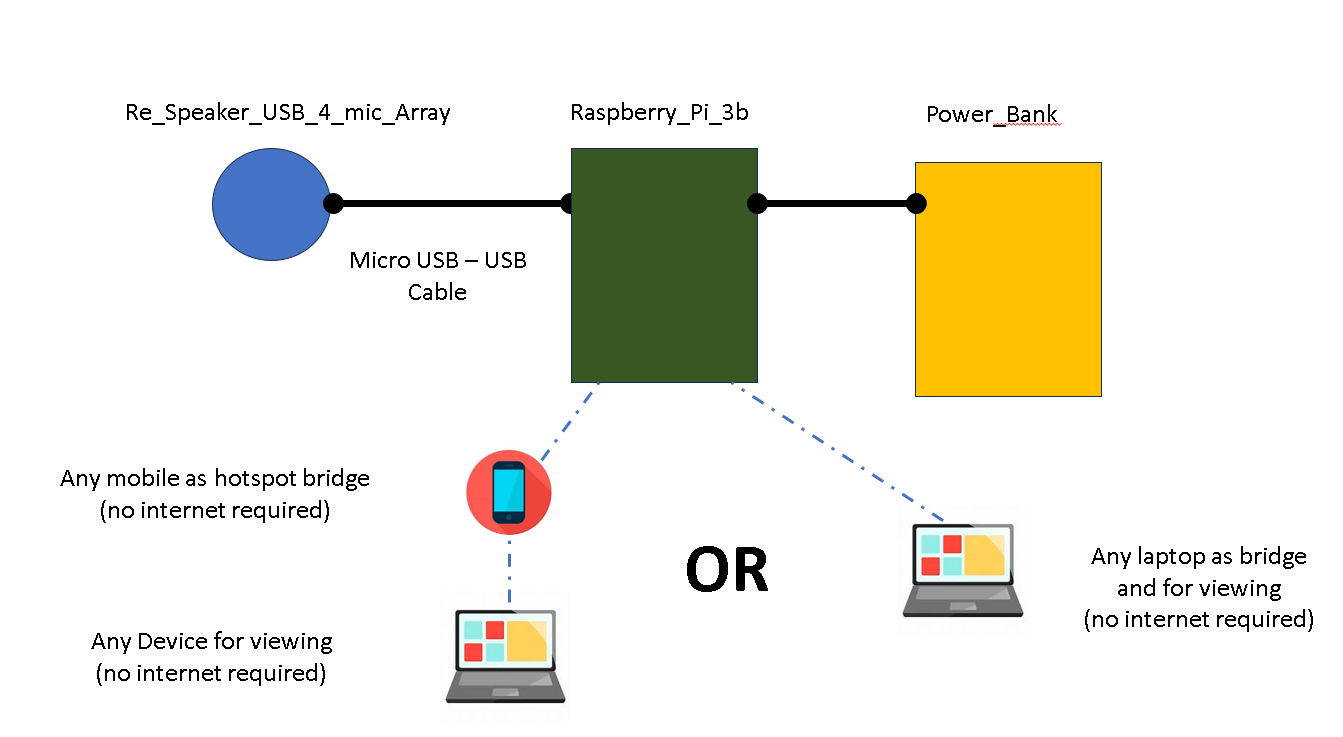 Re_Speaker_USB_4_mic_Array
Raspberry_Pi_3b
Power_Bank
Micro USB – USB
Cable
Any mobile as hotspot bridge
(no internet required)
OR
Any laptop as bridge
and for viewing
(no internet required)
Any Device for viewing
(no internet required)